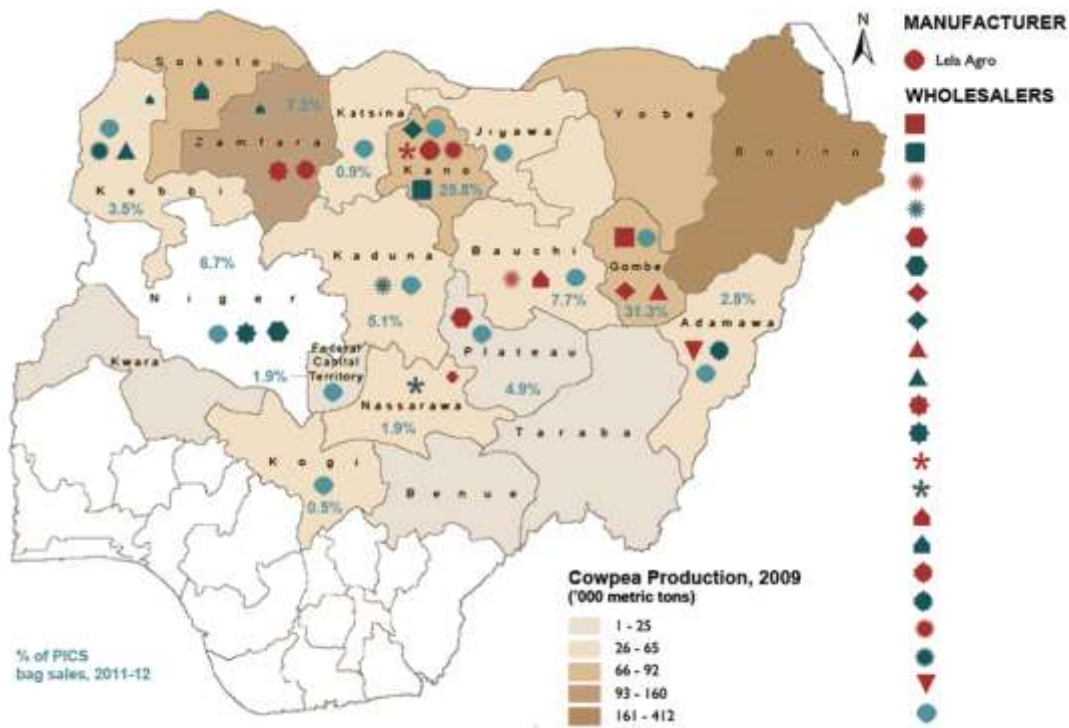 N
MANUFACTURER
Lela Agro
WHOLESALERS
Sokoto
7.2%
Zamfara
Katsina
0.9%
Jigawa
Yobe
Borno
Kano
25.8%
Kebbi
3.5%
6.7%
Niger
Kaduna
5.1%
Bauchi
7.7%
Gombe
31.3%
2.8%
Adamawa
Kwara
1.9%
Federal
Capital
Territory
Plateau
4.9%
Nassarawa
1.9%
Taraba
Kogi
0.5%
Benue
Cowpea Production, 2009
('000 metric tons)
1 - 25
26 - 65
66 - 92
93 - 160
161 - 412
% of PICS
bag sales, 2011-12